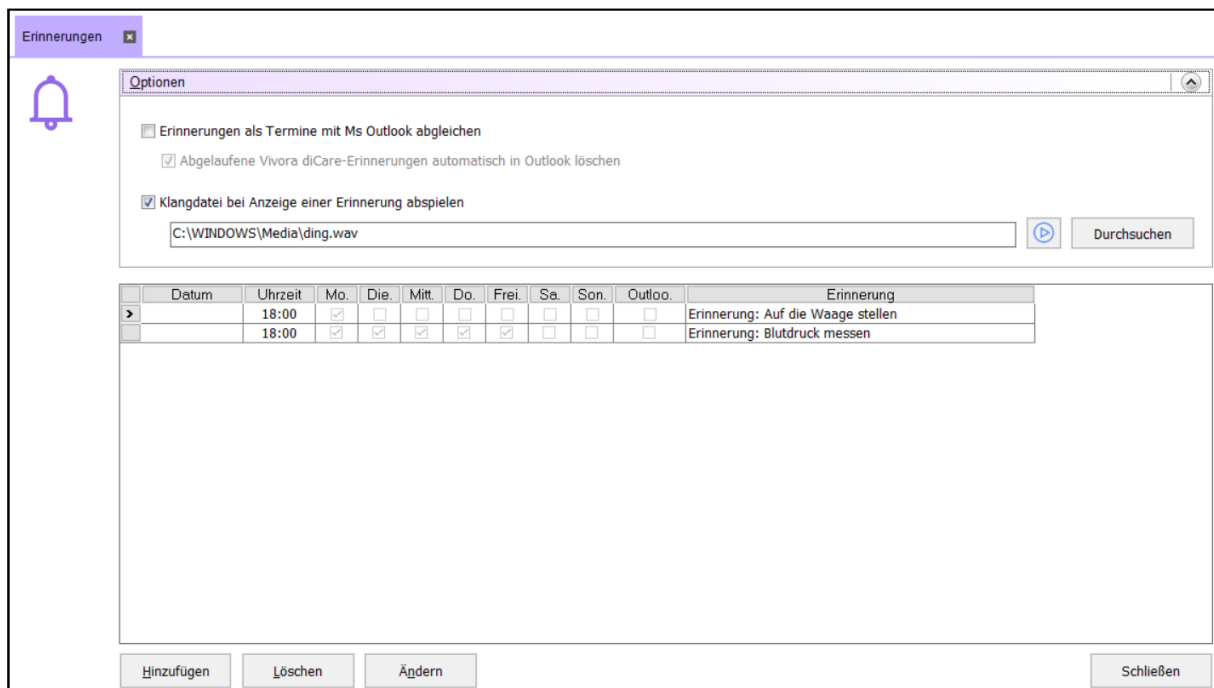 Erinnerungen
Optionen
Erinnerungen als Termine mit Ms Outlook abgleichen
Abgelaufene Vivora diCare-Erinnerungen automatisch in Outlook löschen
Klangdatei bei Anzeige einer Erinnerung abspielen
C:\WINDOWS\Media\ding.wav Durchsuchen
Datum Uhrzeit Mo. Die. Mitt. Do. Frei. Sa. Son. Outloo. Erinnerung
18:00 Erinnerung: Auf die Waage stellen
18:00 Erinnerung: Blutdruck messen
Hinzufügen Löschen Ändern Schließen